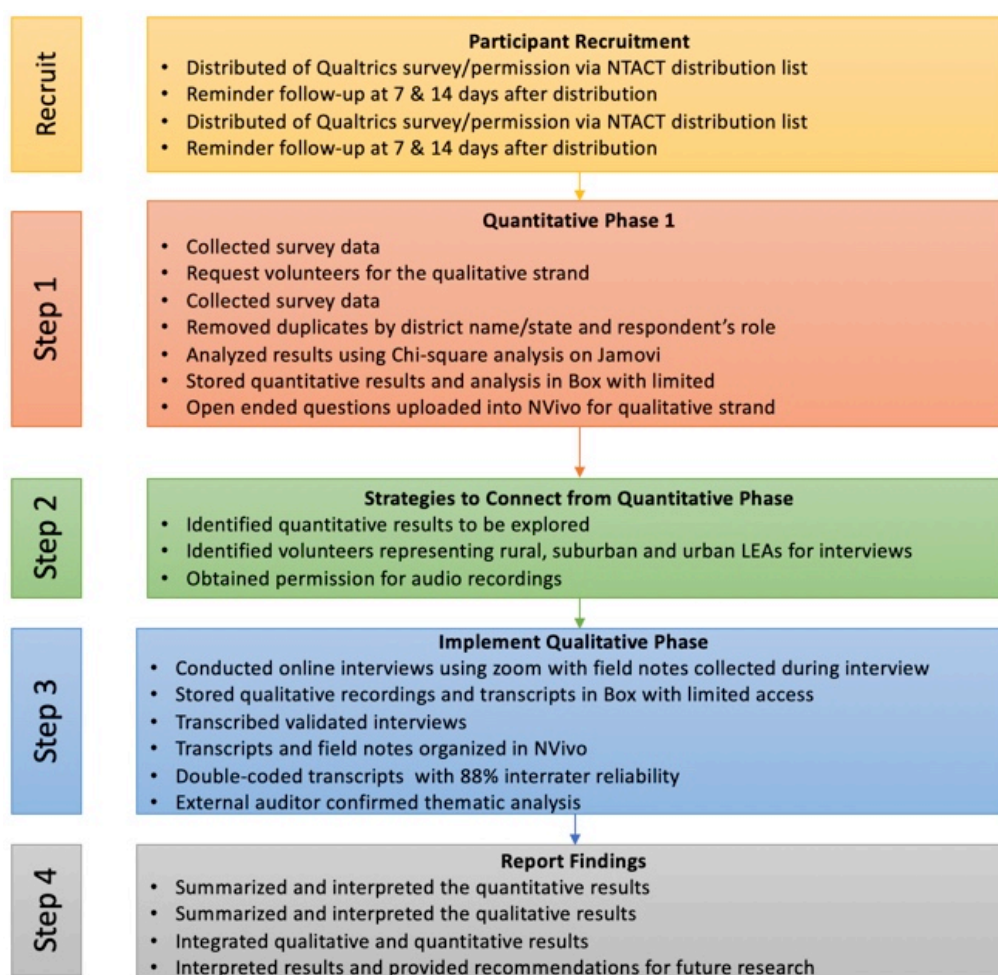 Recruit
Participant Recruitment
• Distributed of Qualtrics survey/permission via NTACT distribution list
• Reminder follow-up at 7 & 14 days after distribution
• Distributed of Qualtrics survey/permission via NTACT distribution list
• Reminder follow-up at 7 & 14 days after distribution
Step 1
Quantitative Phase 1
• Collected survey data
• Request volunteers for the qualitative strand
• Collected survey data
• Removed duplicates by district name/state and respondent's role
• Analyzed results using Chi-square analysis on Jamovi
• Stored quantitative results and analysis in Box with limited
• Open ended questions uploaded into NVivo for qualitative strand
Step 2
Strategies to Connect from Quantitative Phase
• Identified quantitative results to be explored
• Identified volunteers representing rural, suburban and urban LEAs for interviews
• Obtained permission for audio recordings
Step 3
Implement Qualitative Phase
• Conducted online interviews using zoom with field notes collected during interview
• Stored qualitative recordings and transcripts in Box with limited access
• Transcribed validated interviews
• Transcripts and field notes organized in NVivo
• Double-coded transcripts with 88% interrater reliability
• External auditor confirmed thematic analysis
Step 4
Report Findings
• Summarized and interpreted the quantitative results
• Summarized and interpreted the qualitative results
• Integrated qualitative and quantitative results
• Interpreted results and provided recommendations for future research